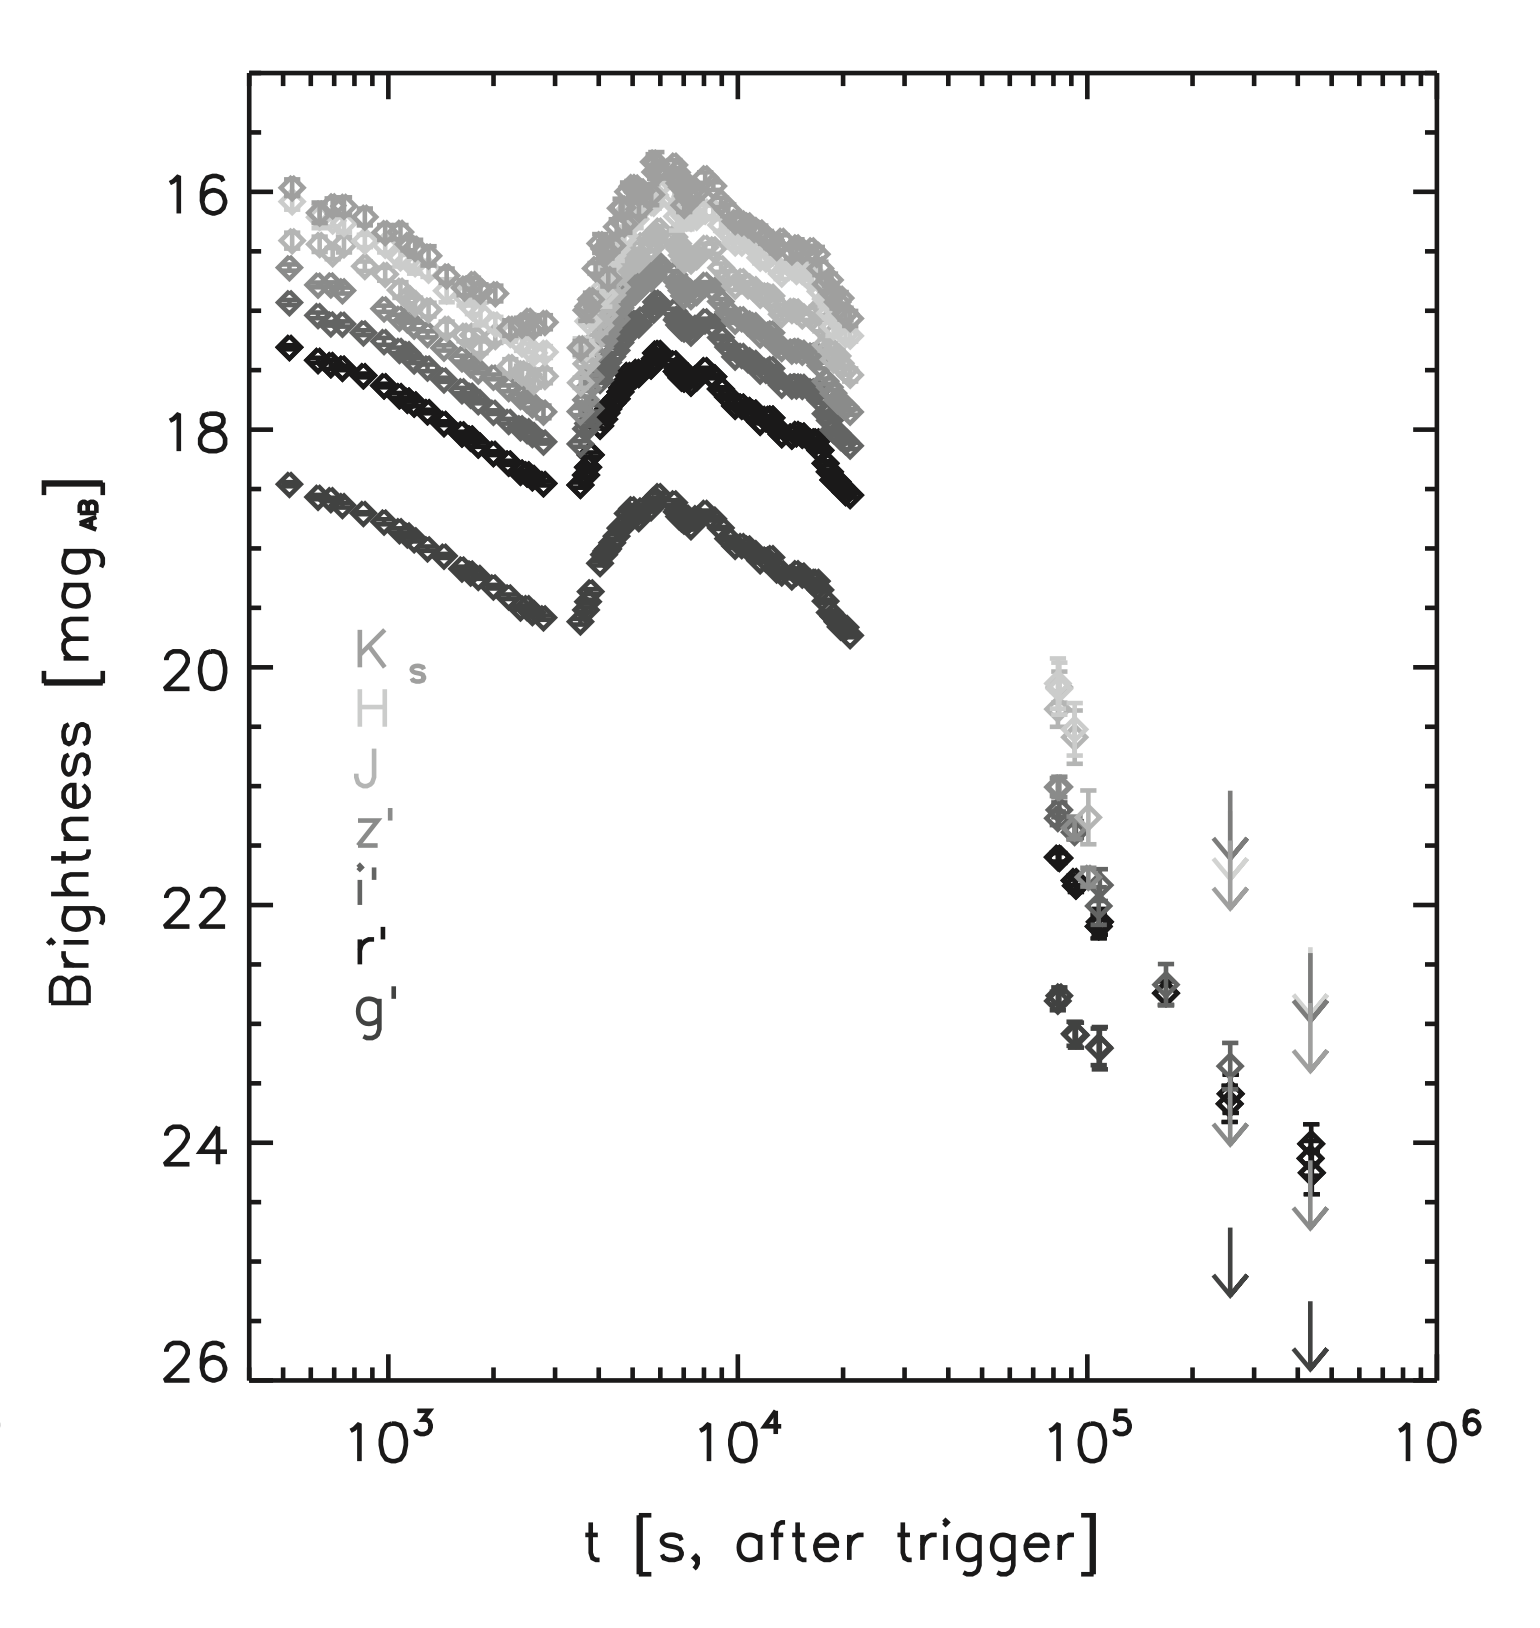 16
18
20
22
24
26
Brightness [mag AB]
K s
H
J
z'
i'
r'
g'
10³ 10⁴ 10⁵ 10⁶
t [s, after trigger]